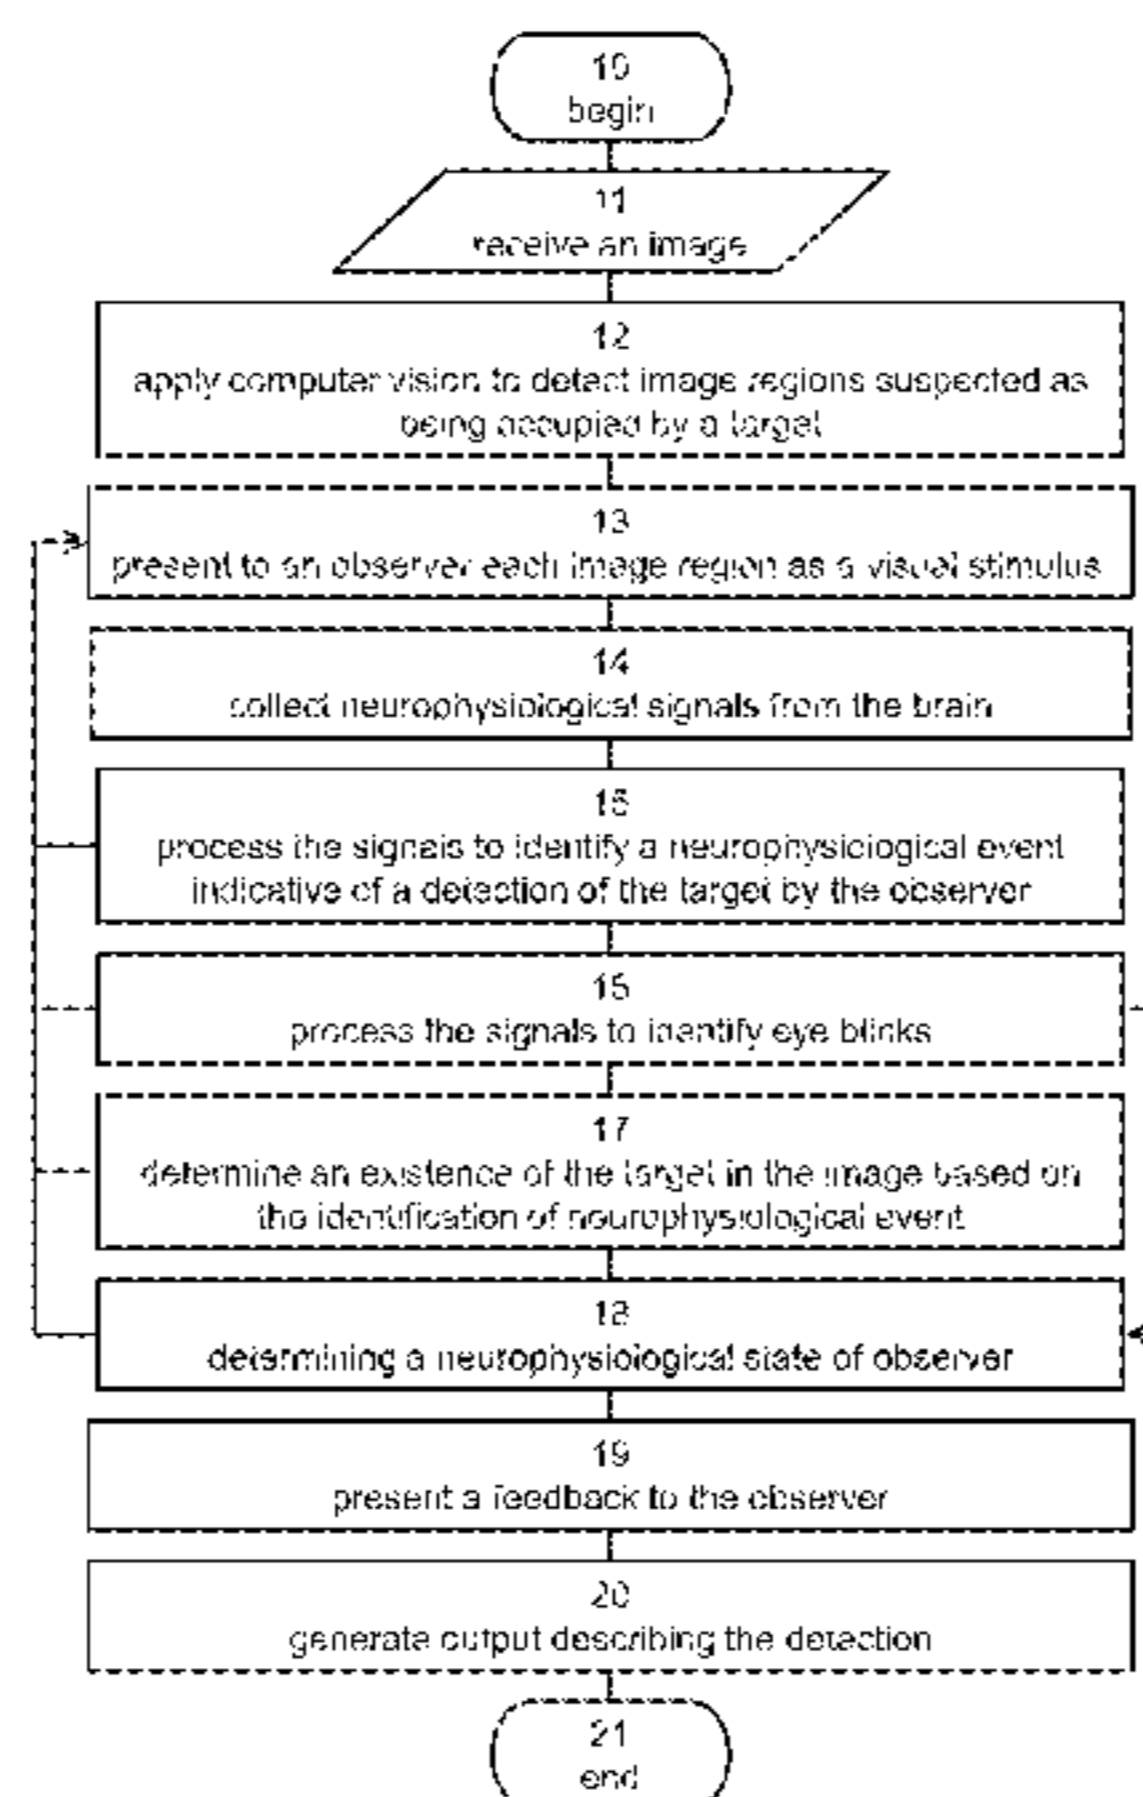 10
begin
11
receive an image
12
apply computer vision to detect image regions suspected as
being occupied by a target
13
present to an observer each image region as a visual stimulus
14
collect neurophysiological signals from the brain
process the signals to identify a neurophysiological event
indicative of a detection of the target by the observer
process the signals to identify eye blinks
17
determine an existence of the target in the image based on
the identification of neurophysiological event
18
determining a neurophysiological state of observer
19
present a feedback to the observer
20
generate output describing the detection
21
end